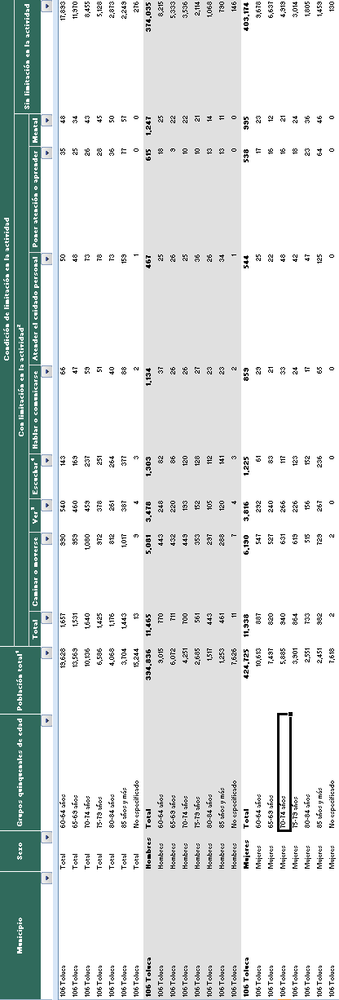 Municipio Sexo Grupos quinquenales de edad Población total¹ Condición de limitación en la actividad
Con limitación en la actividad² Sin limitación en la actividad
Total Caminar o moverse Ver³ Escuchar⁴ Hablar o comunicarse Atender el cuidado personal Poner atención o aprender Mental
106 Toluca Total 60-64 años 19,628 1,657 990 540 143 66 50 35 48 17,893
106 Toluca Total 65-69 años 13,569 1,531 959 460 169 47 48 25 34 11,970
106 Toluca Total 70-74 años 10,136 1,640 1,080 459 237 59 73 26 43 8,455
106 Toluca Total 75-79 años 6,586 1,425 972 378 251 51 78 28 45 5,128
106 Toluca Total 80-84 años 4,068 1,176 812 261 264 40 73 36 50 2,873
106 Toluca Total 85 años y más 3,704 1,443 1,017 387 377 88 159 77 57 2,249
106 Toluca Total No especificado 15,244 13 9 4 3 2 1 0 0 276
106 Toluca Hombres Total 394,836 11,465 5,081 3,478 1,303 1,134 467 615 1,247 374,035
106 Toluca Hombres 60-64 años 9,015 770 443 248 82 37 25 18 25 8,215
106 Toluca Hombres 65-69 años 6,072 711 432 220 86 26 26 9 22 5,333
106 Toluca Hombres 70-74 años 4,251 700 449 193 120 26 25 10 22 3,536
106 Toluca Hombres 75-79 años 2,685 561 353 152 128 27 36 10 21 2,114
106 Toluca Hombres 80-84 años 1,517 443 297 105 112 23 26 13 14 1,068
106 Toluca Hombres 85 años y más 1,253 461 288 120 141 23 34 13 11 790
106 Toluca Hombres No especificado 7,626 11 7 4 3 2 1 0 0 146
106 Toluca Mujeres Total 424,725 11,938 6,190 3,816 1,225 859 544 538 995 403,174
106 Toluca Mujeres 60-64 años 10,613 887 547 292 61 29 25 17 23 9,678
106 Toluca Mujeres 65-69 años 7,497 820 527 240 83 21 22 16 12 6,637
106 Toluca Mujeres 70-74 años 5,885 940 631 266 117 33 48 16 21 4,919
106 Toluca Mujeres 75-79 años 3,901 864 619 226 123 24 42 18 24 3,014
106 Toluca Mujeres 80-84 años 2,551 733 515 156 152 17 47 23 36 1,805
106 Toluca Mujeres 85 años y más 2,451 982 729 267 236 65 125 64 46 1,459
106 Toluca Mujeres No especificado 7,618 2 2 0 0 0 0 0 0 130